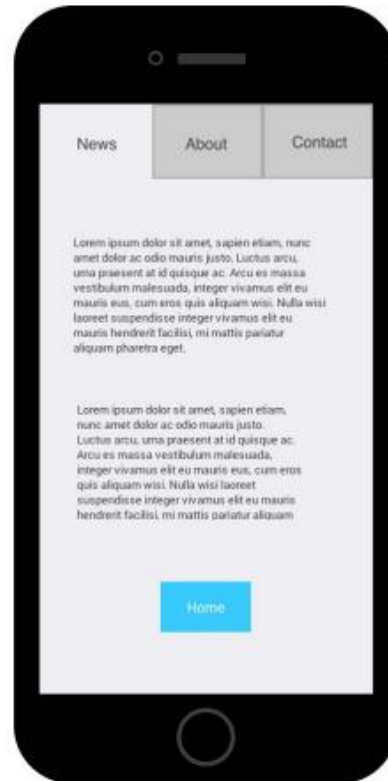 News About Contact
Lorem ipsum dolor sit amet, sapien etiam, nunc
amet dolor ac odio mauris justo. Luctus arcu,
urna praesent at id quisque ac. Arcu es massa
vestibulum malesuada, integer vivamus elit eu
mauris eus, cum eros quis aliquam wisi. Nulla wisi
laoreet suspendisse integer vivamus elit eu
mauris hendrerit facilisi, mi mattis pariatur
aliquam pharetra eget.
Lorem ipsum dolor sit amet, sapien etiam,
nunc amet dolor ac odio mauris justo.
Luctus arcu, urna praesent at id quisque ac.
Arcu es massa vestibulum malesuada,
integer vivamus elit eu mauris eus, cum eros
quis aliquam wisi. Nulla wisi laoreet
suspendisse integer vivamus elit eu mauris
hendrerit facilisi, mi mattis pariatur aliquam
Home